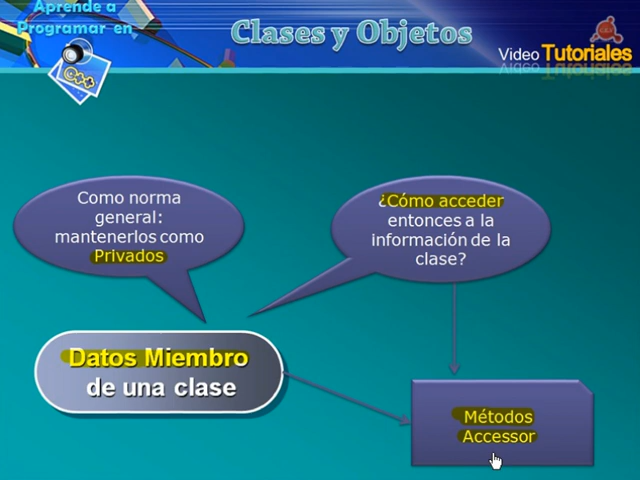 Aprende a
Programar en
C++
Clases y Objetos
Video Tutoriales
Como norma
general:
mantenerlos como
Privados
¿Cómo acceder
entonces a la
información de la
clase?
Datos Miembro
de una clase
Métodos
Accessor